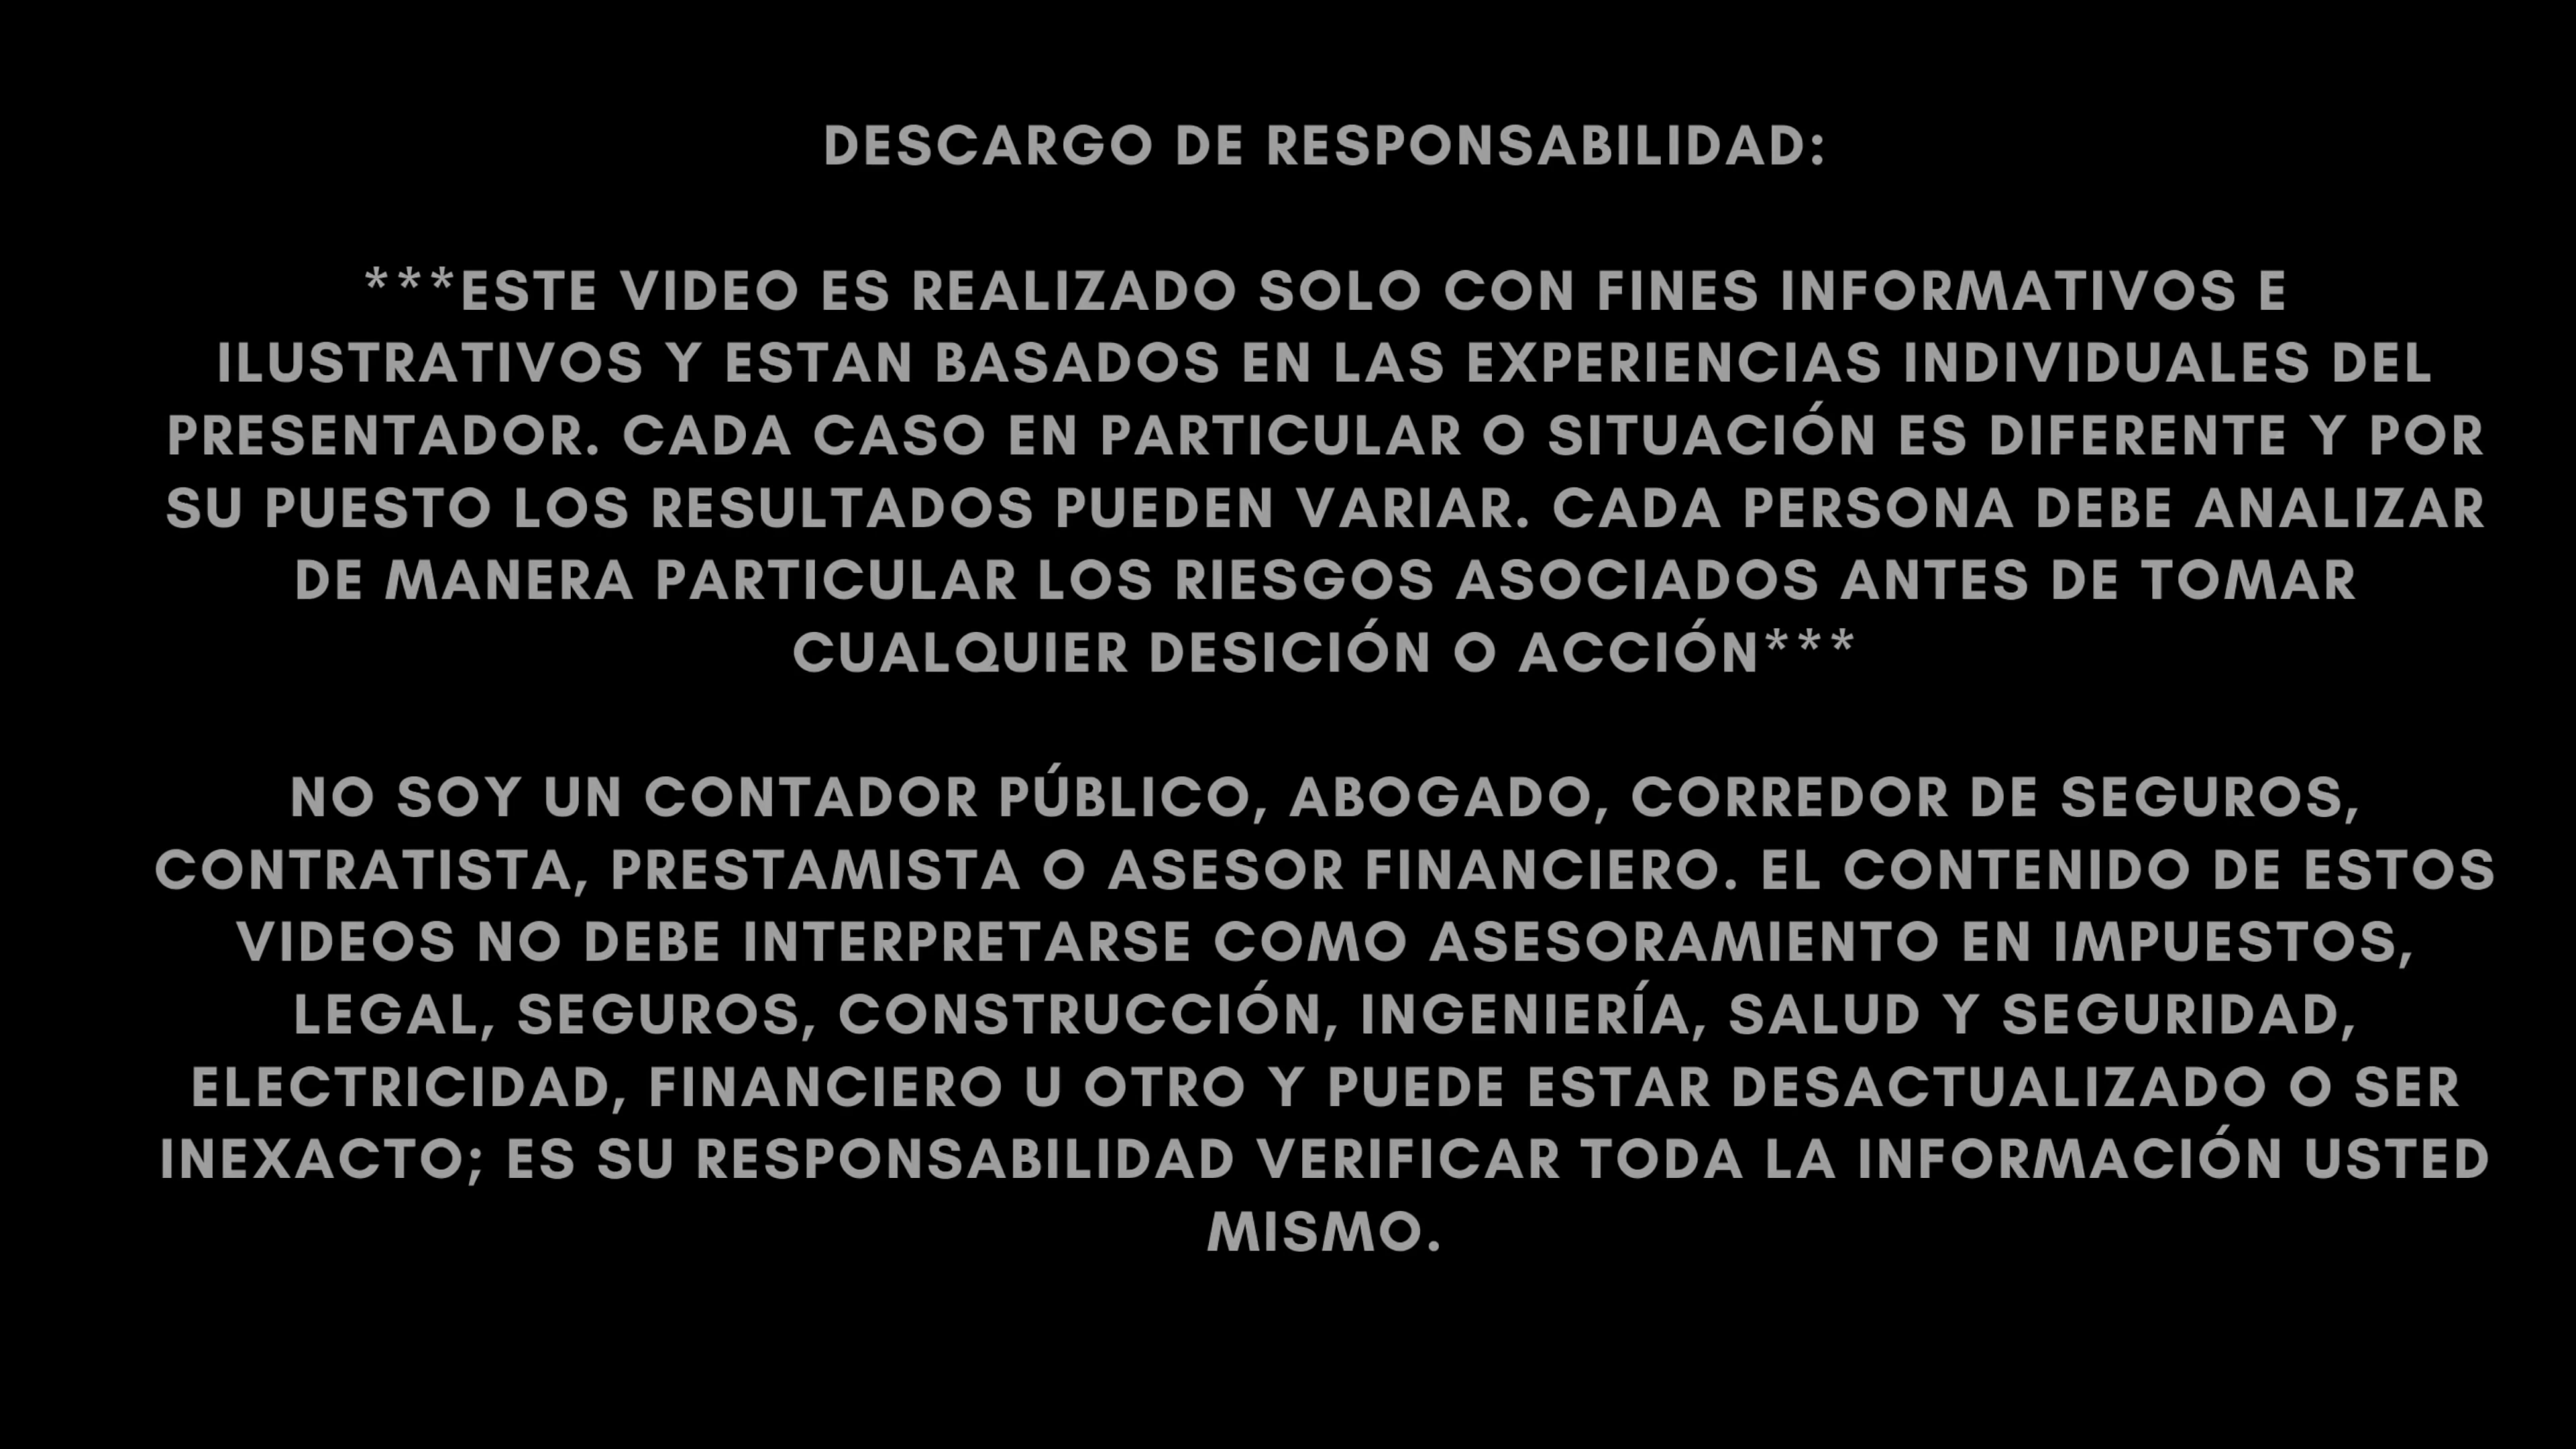 DESCARGO DE RESPONSABILIDAD:
***ESTE VIDEO ES REALIZADO SOLO CON FINES INFORMATIVOS E
ILUSTRATIVOS Y ESTAN BASADOS EN LAS EXPERIENCIAS INDIVIDUALES DEL
PRESENTADOR. CADA CASO EN PARTICULAR O SITUACIÓN ES DIFERENTE Y POR
SU PUESTO LOS RESULTADOS PUEDEN VARIAR. CADA PERSONA DEBE ANALIZAR
DE MANERA PARTICULAR LOS RIESGOS ASOCIADOS ANTES DE TOMAR
CUALQUIER DESICIÓN O ACCIÓN***
NO SOY UN CONTADOR PÚBLICO, ABOGADO, CORREDOR DE SEGUROS,
CONTRATISTA, PRESTAMISTA O ASESOR FINANCIERO. EL CONTENIDO DE ESTOS
VIDEOS NO DEBE INTERPRETARSE COMO ASESORAMIENTO EN IMPUESTOS,
LEGAL, SEGUROS, CONSTRUCCIÓN, INGENIERÍA, SALUD Y SEGURIDAD,
ELECTRICIDAD, FINANCIERO U OTRO Y PUEDE ESTAR DESACTUALIZADO O SER
INEXACTO; ES SU RESPONSABILIDAD VERIFICAR TODA LA INFORMACIÓN USTED
MISMO.